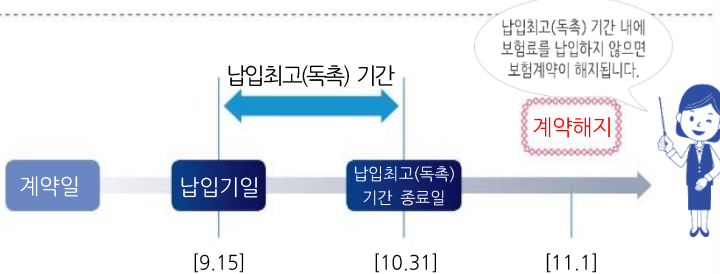 납입최고(독촉) 기간 내에
보험료를 납입하지 않으면
보험계약이 해지됩니다.
납입최고(독촉) 기간
계약해지
계약일
납입기일
납입최고(독촉)
기간 종료일
[9.15]
[10.31]
[11.1]